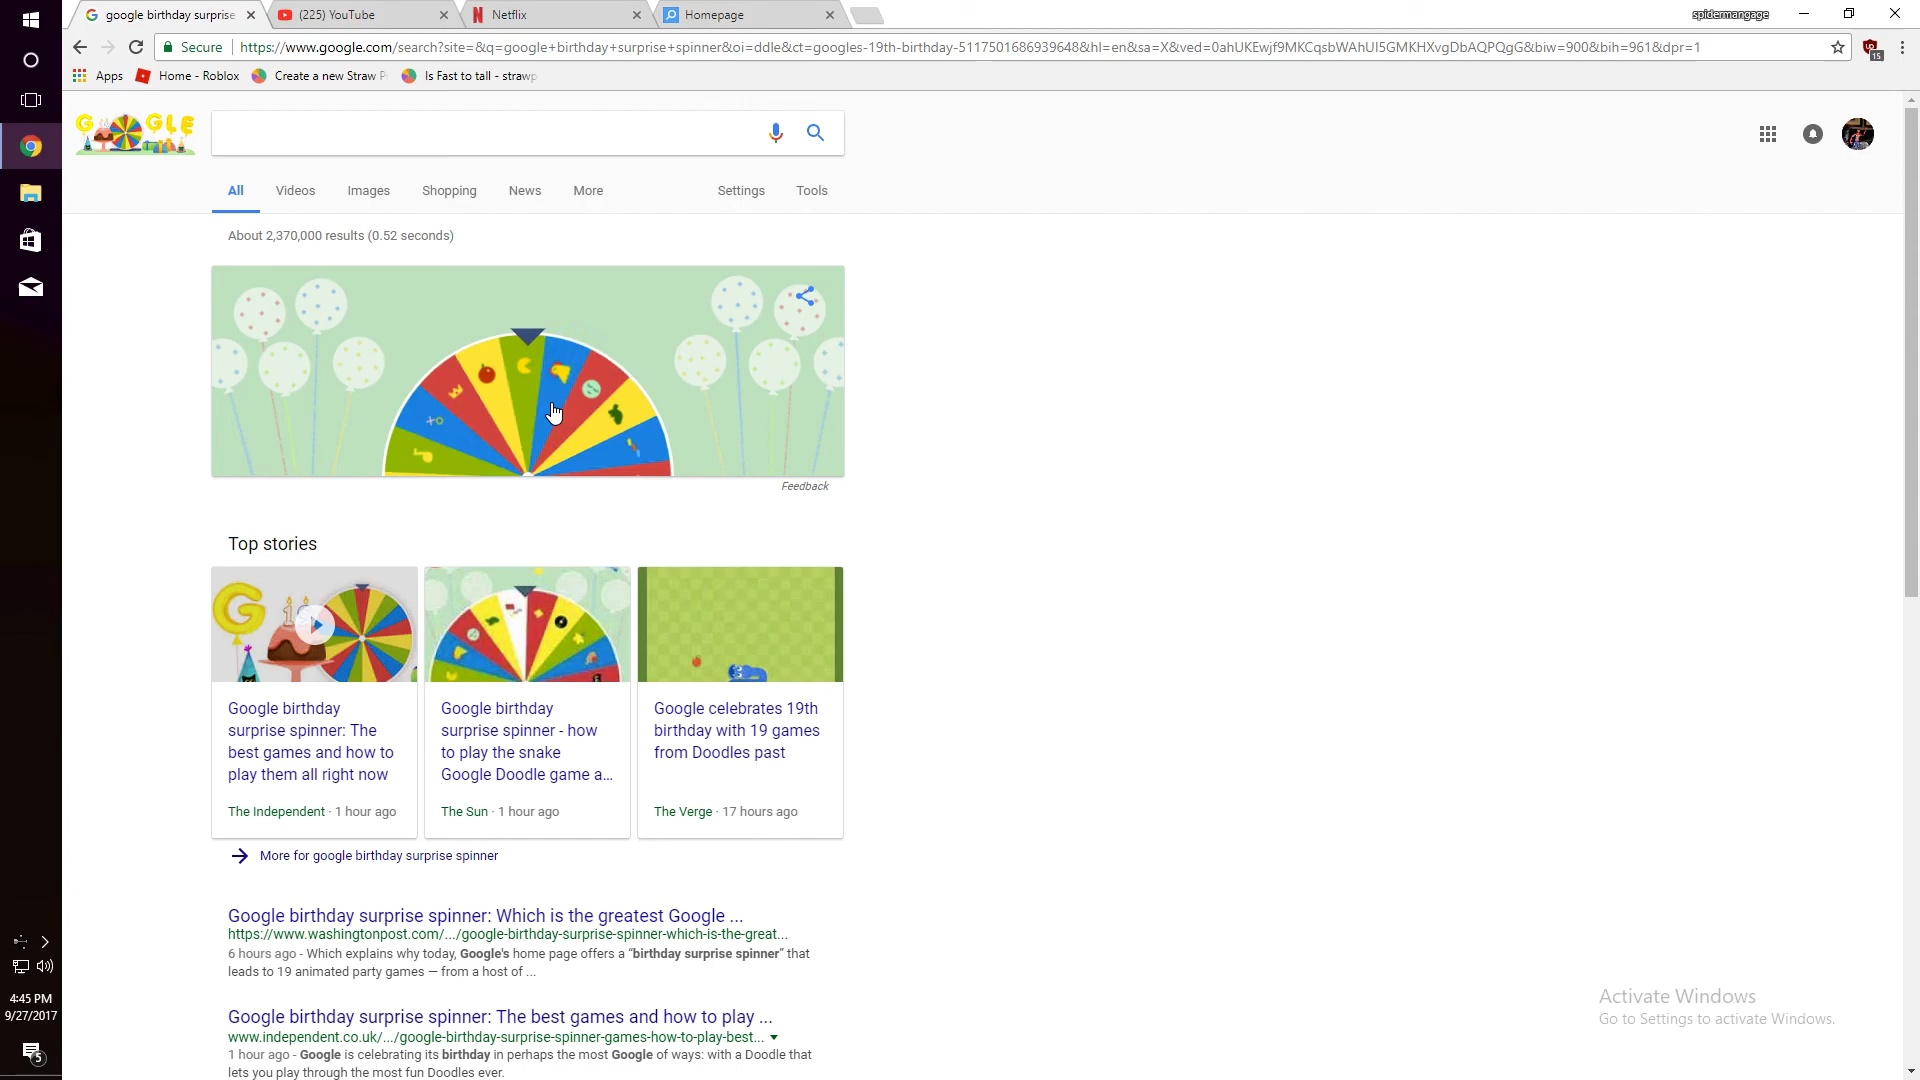 google birthday surprise
(225) YouTube
Netflix
Homepage
spidermangage
Secure
https://www.google.com/search?site=&q=google+birthday+surprise+spinner&oi=ddle&ct=googles-19th-birthday-5117501686939648&hl=en&sa=X&ved=0ahUKEwjf9MKCqsbWAhUI5GMKHXvgDbAQPQgG&biw=900&bih=961&dpr=1
15
Apps
Home - Roblox
Create a new Straw P
Is Fast to tall - strawp
G GLE
All
Videos
Images
Shopping
News
More
Settings
Tools
About 2,370,000 results (0.52 seconds)
Feedback
Top stories
G
Google birthday
surprise spinner: The
best games and how to
play them all right now
The Independent · 1 hour ago
Google birthday
surprise spinner - how
to play the snake
Google Doodle game a...
The Sun · 1 hour ago
Google celebrates 19th
birthday with 19 games
from Doodles past
The Verge · 17 hours ago
More for google birthday surprise spinner
Google birthday surprise spinner: Which is the greatest Google ...
https://www.washingtonpost.com/.../google-birthday-surprise-spinner-which-is-the-great...
6 hours ago - Which explains why today, Google's home page offers a “birthday surprise spinner” that
leads to 19 animated party games — from a host of ...
Google birthday surprise spinner: The best games and how to play ...
www.independent.co.uk/.../google-birthday-surprise-spinner-games-how-to-play-best...
1 hour ago - Google is celebrating its birthday in perhaps the most Google of ways: with a Doodle that
lets you play through the most fun Doodles ever.
Activate Windows
Go to Settings to activate Windows.
4:45 PM
9/27/2017
5